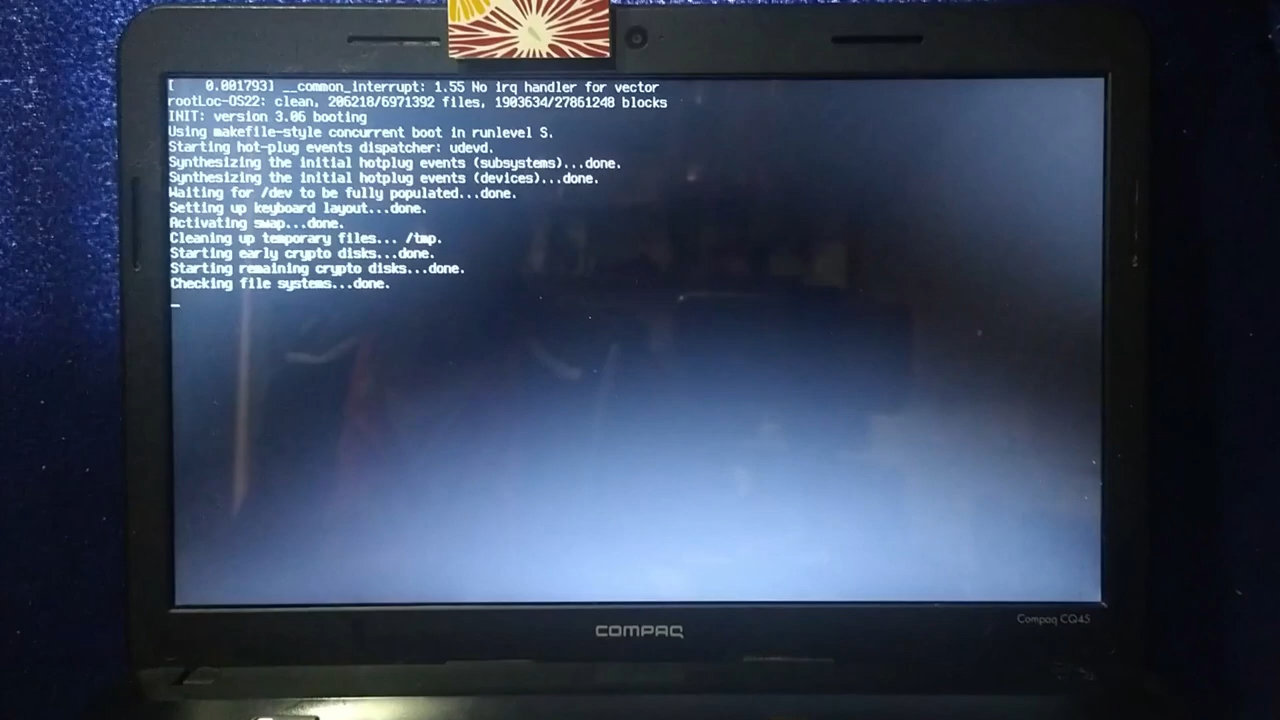 [    0.001793] __common_interrupt: 1.55 No irq handler for vector
rootLoc-OS22: clean, 206218/6971392 files, 1903634/27861248 blocks
INIT: version 3.06 booting
Using makefile-style concurrent boot in runlevel S.
Starting hot-plug events dispatcher: udevd.
Synthesizing the initial hotplug events (subsystems)...done.
Synthesizing the initial hotplug events (devices)...done.
Waiting for /dev to be fully populated...done.
Setting up keyboard layout...done.
Activating swap...done.
Cleaning up temporary files... /tmp.
Starting early crypto disks...done.
Starting remaining crypto disks...done.
Checking file systems...done.
_
Compaq CQ45
COMPAQ